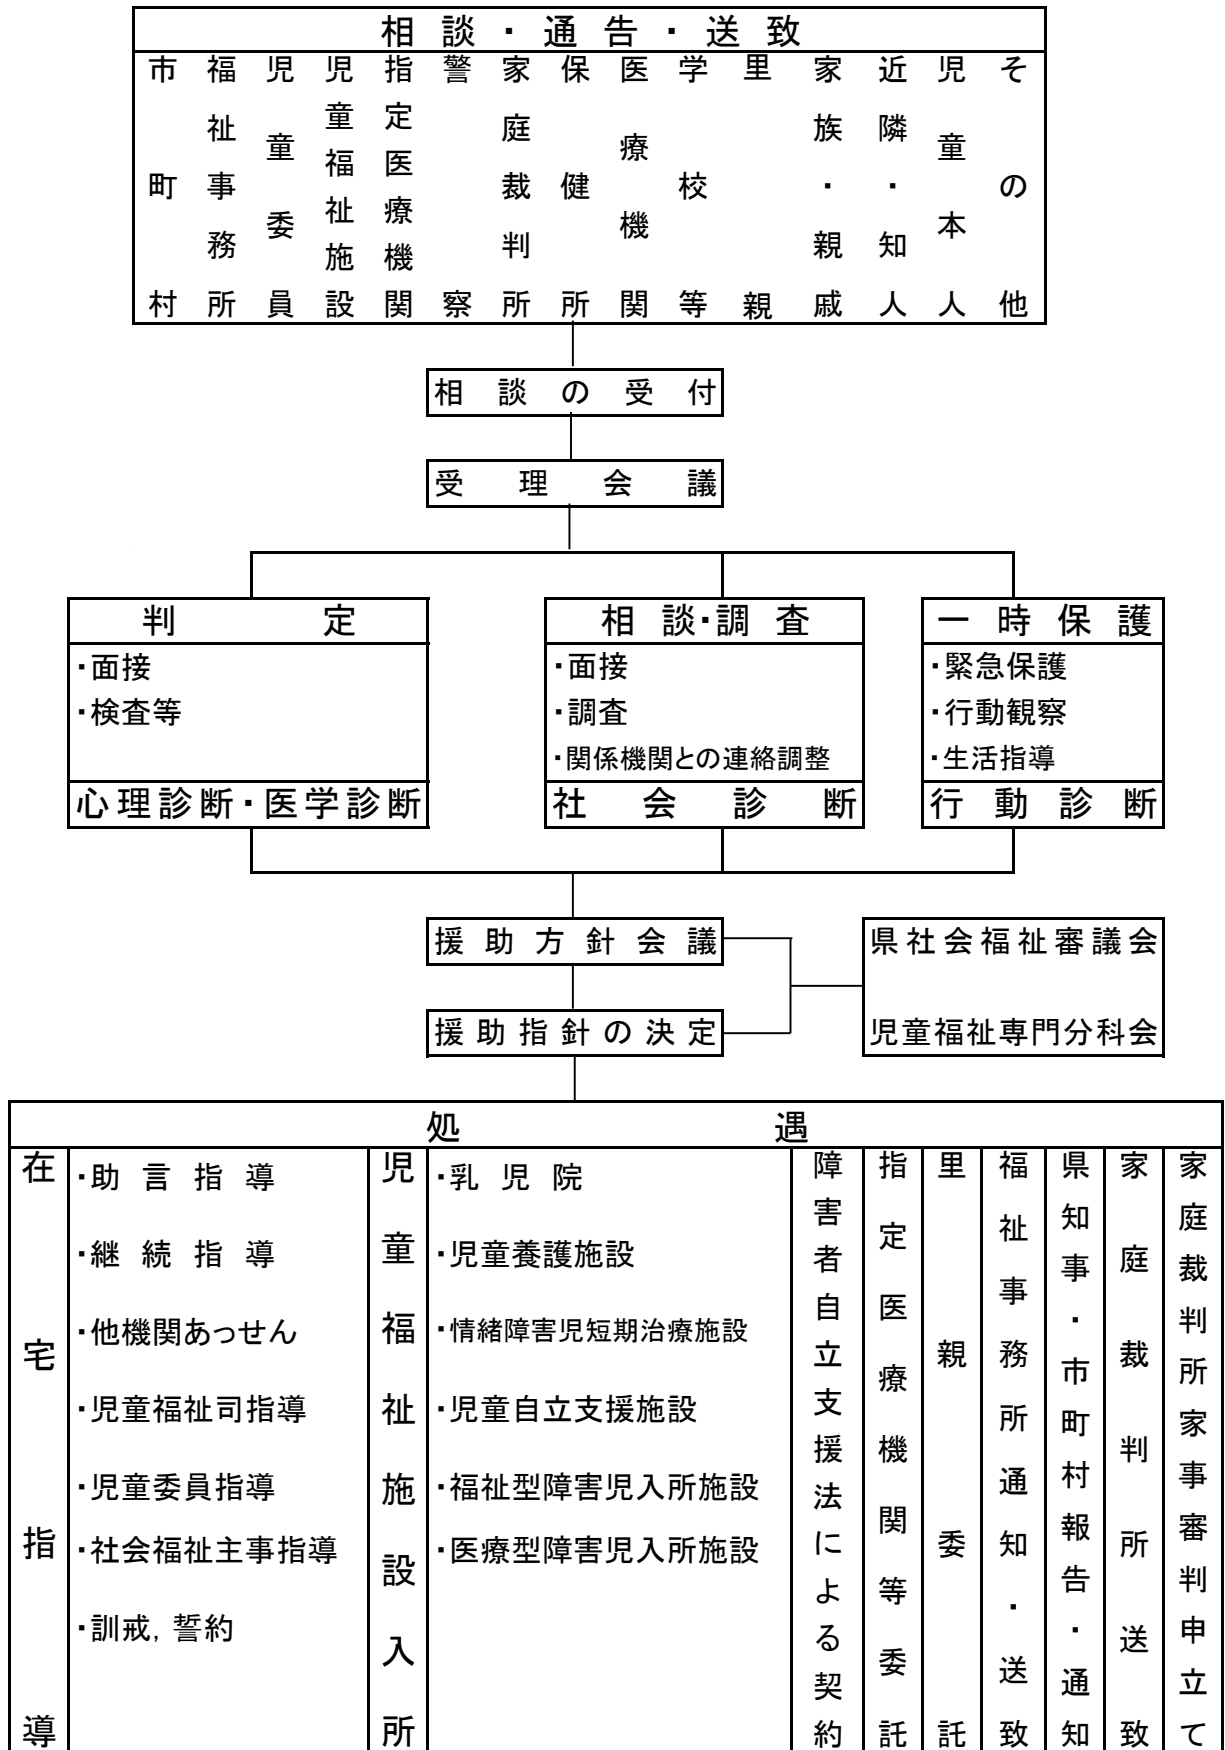 相談・通告・送致
市町村
福祉事務所
児童委員
児童福祉施設
指定医療機関
警察
家庭裁判所
保健所
医療機関
学校等
里親
家族・親戚
近隣・知人
児童本人
その他
相談の受付
受理会議
判定
・面接
・検査等
心理診断・医学診断
相談・調査
・面接
・調査
・関係機関との連絡調整
社会診断
一時保護
・緊急保護
・行動観察
・生活指導
行動診断
援助方針会議
援助指針の決定
県社会福祉審議会
児童福祉専門分科会
処遇
在宅指導
・助言指導
・継続指導
・他機関あっせん
・児童福祉司指導
・児童委員指導
・社会福祉主事指導
・訓戒，誓約
児童福祉施設入所
・乳児院
・児童養護施設
・情緒障害児短期治療施設
・児童自立支援施設
・福祉型障害児入所施設
・医療型障害児入所施設
障害者自立支援法による契約
指定医療機関等委託
里親委託
福祉事務所通知・送致
県知事・市町村報告・通知
家庭裁判所送致
家庭裁判所家事審判申立て